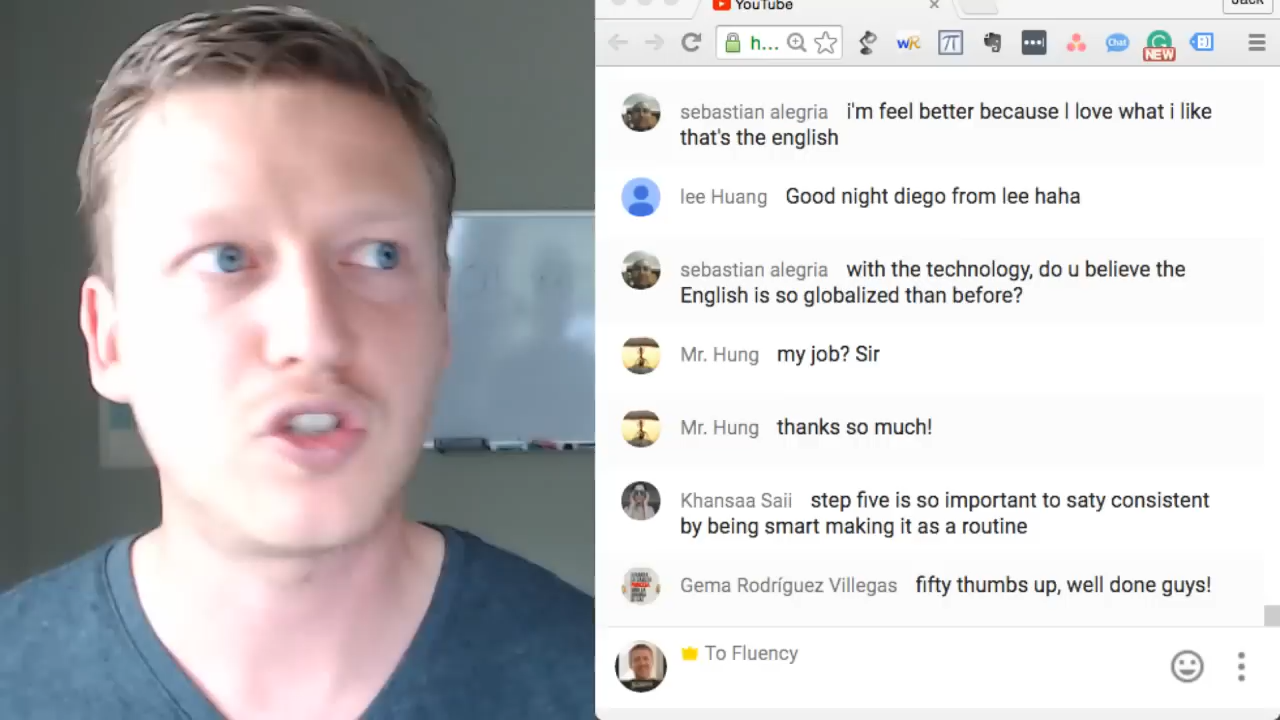 YouTube
Jack
h...
wR
π
Chat
NEW
sebastian alegria i'm feel better because I love what i like
that's the english
lee Huang Good night diego from lee haha
sebastian alegria with the technology, do u believe the
English is so globalized than before?
Mr. Hung my job? Sir
Mr. Hung thanks so much!
Khansaa Saii step five is so important to saty consistent
by being smart making it as a routine
Gema Rodríguez Villegas fifty thumbs up, well done guys!
To Fluency